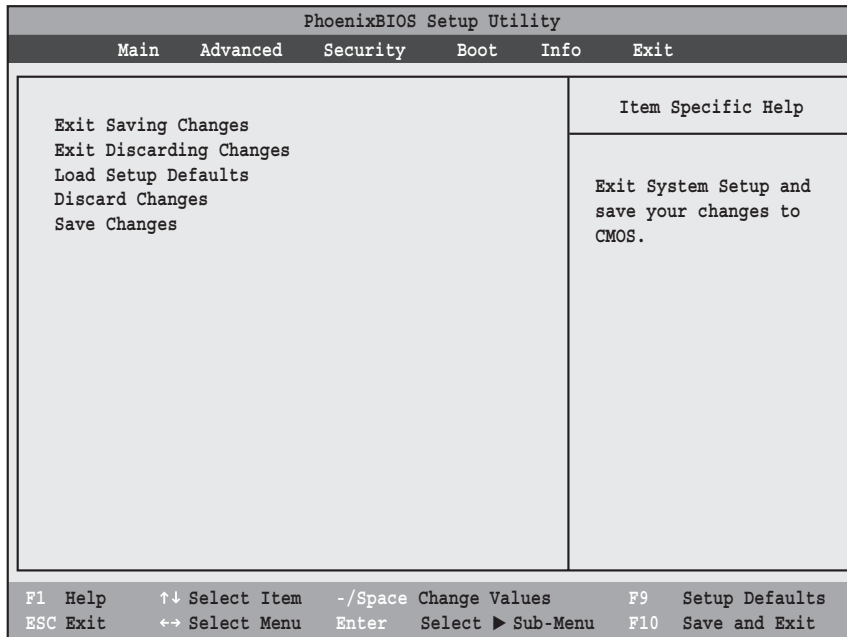 PhoenixBIOS Setup Utility
Main Advanced Security Boot Info Exit
Exit Saving Changes
Exit Discarding Changes
Load Setup Defaults
Discard Changes
Save Changes
Item Specific Help
Exit System Setup and
save your changes to
CMOS.
F1 Help ↑↓ Select Item -/Space Change Values F9 Setup Defaults
ESC Exit ←→ Select Menu Enter Select ▶ Sub-Menu F10 Save and Exit